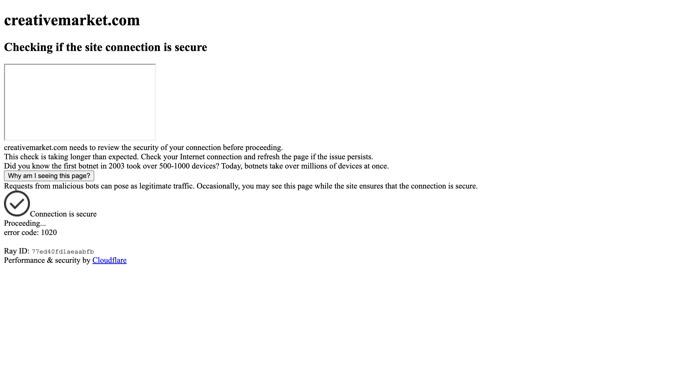 creativemarket.com
Checking if the site connection is secure
creativemarket.com needs to review the security of your connection before proceeding.
This check is taking longer than expected. Check your Internet connection and refresh the page if the issue persists.
Did you know the first botnet in 2003 took over 500-1000 devices? Today, botnets take over millions of devices at once.
Why am I seeing this page?
Requests from malicious bots can pose as legitimate traffic. Occasionally, you may see this page while the site ensures that the connection is secure.
Connection is secure
Proceeding...
error code: 1020
Ray ID: 77ed40fd1aeaabfb
Performance & security by Cloudflare